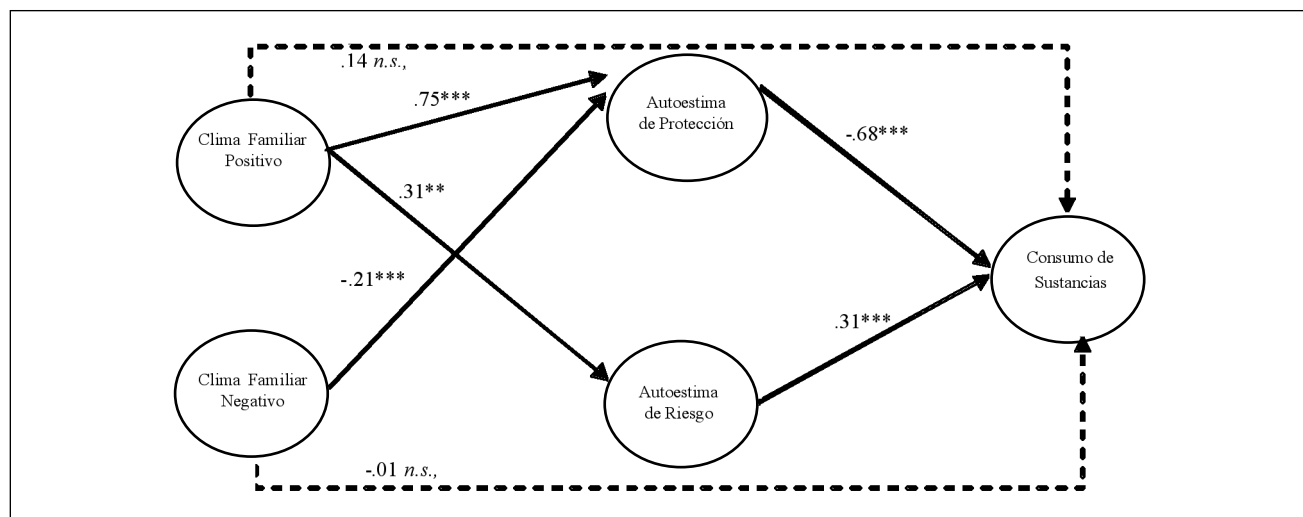 .14 n.s.,
.75***
Autoestima
de Protección
Clima Familiar
Positivo
-.68***
.31**
Consumo de
Sustancias
-.21***
.31***
Clima Familiar
Negativo
Autoestima
de Riesgo
-.01 n.s.,